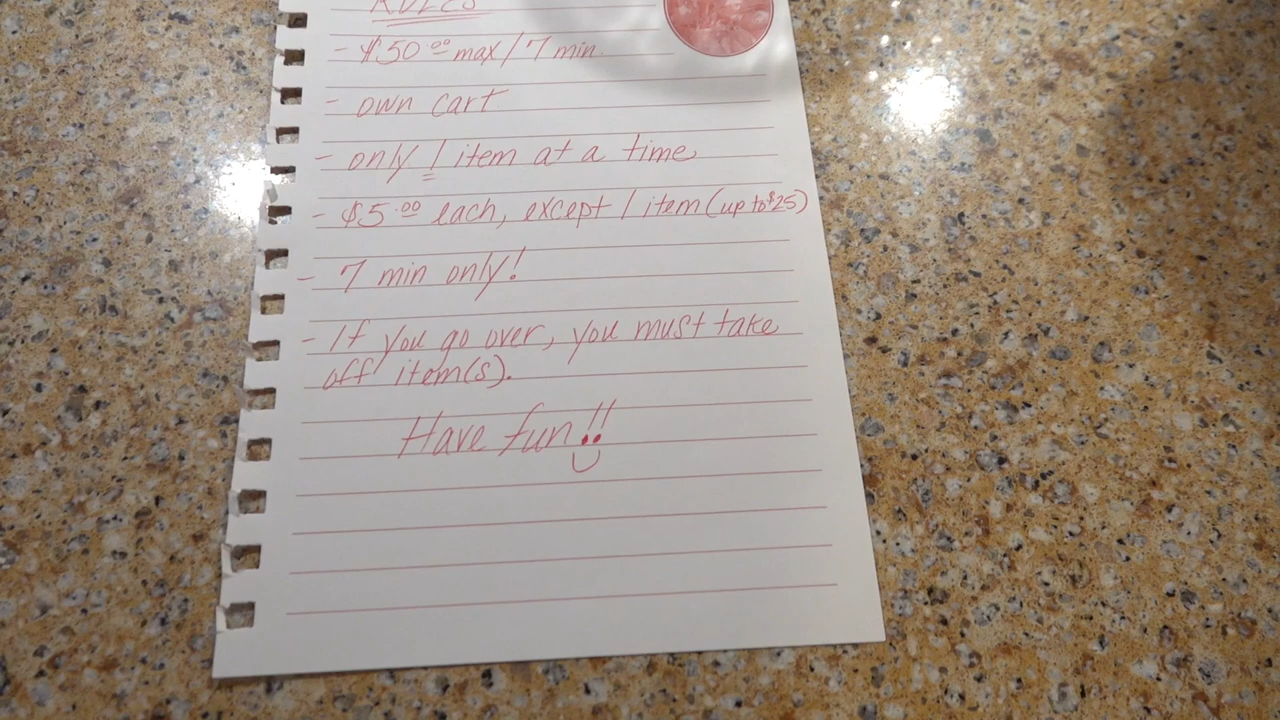 RULES
- $50.00 max/7 min.
- own cart
- only 1 item at a time
- $5.00 each, except 1 item (up to $25)
- 7 min only!
- If you go over, you must take
off item(s).
Have fun!!